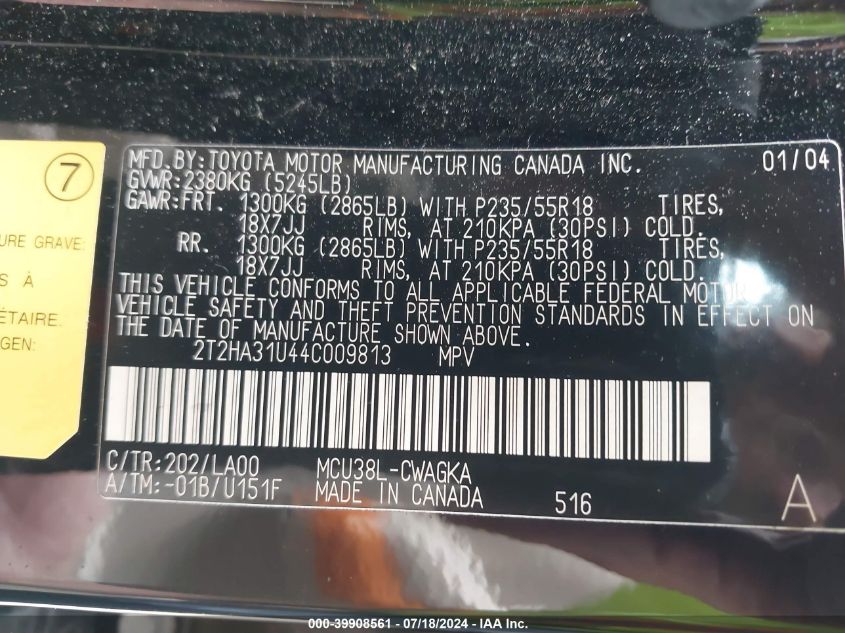 7
URE GRAVE:
S À
ÉTAIRE.
GEN:
MFD.BY:TOYOTA MOTOR MANUFACTURING CANADA INC. 01/04
GVWR:2380KG (5245LB)
GAWR:FRT. 1300KG (2865LB) WITH P235/55R18 TIRES,
18X7JJ RIMS, AT 210KPA (30PSI) COLD.
RR. 1300KG (2865LB) WITH P235/55R18 TIRES,
18X7JJ RIMS, AT 210KPA (30PSI) COLD.
THIS VEHICLE CONFORMS TO ALL APPLICABLE FEDERAL MOTOR
VEHICLE SAFETY AND THEFT PREVENTION STANDARDS IN EFFECT ON
THE DATE OF MANUFACTURE SHOWN ABOVE.
2T2HA31U44C009813 MPV
C/TR:202/LA00 MCU38L-CWAGKA
A/TM:-01B/U151F MADE IN CANADA 516 A
000-39908561 - 07/18/2024 - IAA Inc.